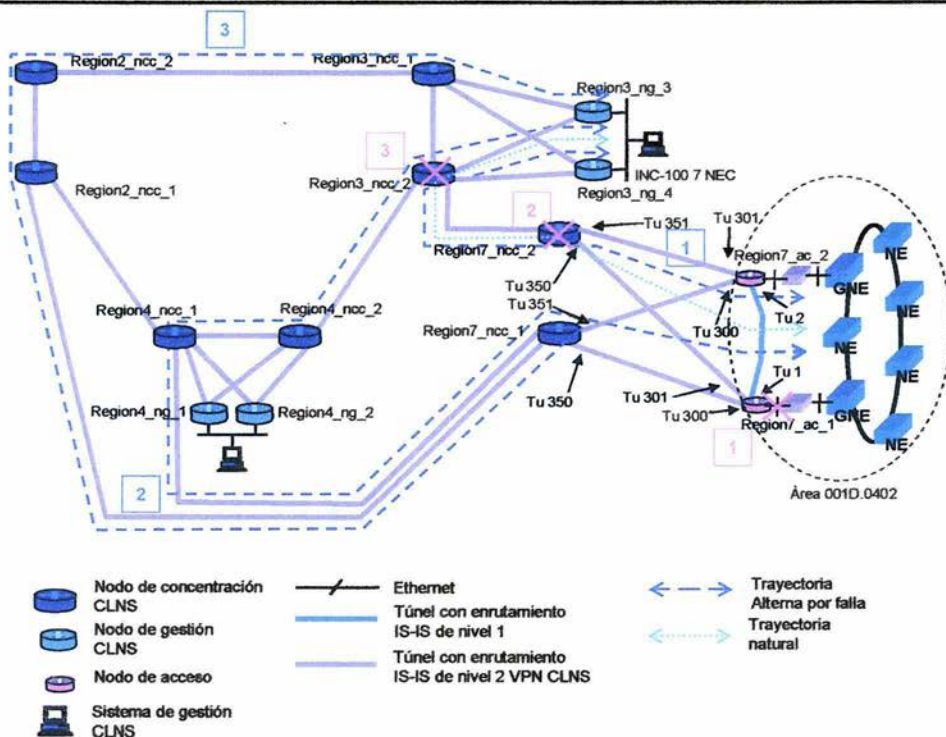 3
Region2_ncc_2
Region3_ncc_1
Region3_ng_3
3
INC-100 7 NEC
Region2_ncc_1
Region3_ncc_2
Region3_ng_4
2
Tu 351
Tu 301
1
Region7_ac_2
NE
Region7_ncc_2
GNE
Region4_ncc_1
Region4_ncc_2
Tu 350
Tu 351
Tu 300
Tu 2
Region7_ncc_1
NE
NE
Tu 1
Region4_ng_1
Region4_ng_2
Tu 350
Tu 301
Tu 300
GNE
Region7_ac_1
NE
1
2
Área 001D.0402
Nodo de concentración
CLNS
Nodo de gestión
CLNS
Nodo de acceso
Sistema de gestión
CLNS
Ethernet
Túnel con enrutamiento
IS-IS de nivel 1
Túnel con enrutamiento
IS-IS de nivel 2 VPN CLNS
Trayectoria
Alterna por falla
Trayectoria
natural